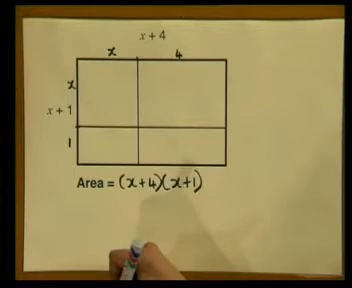 x + 4
x 4
x
x + 1
1
Area = (x+4)(x+1)